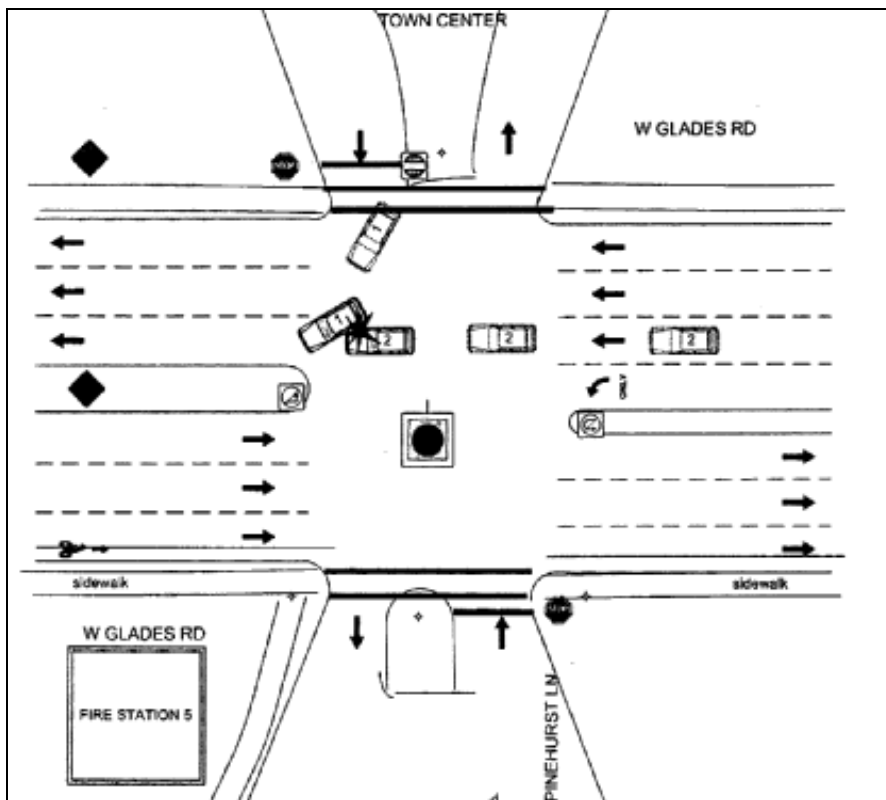 TOWN CENTER
W GLADES RD
STOP
1
1
2
2
2
ONLY
sidewalk
sidewalk
STOP
W GLADES RD
FIRE STATION 5
PINEHURST LN